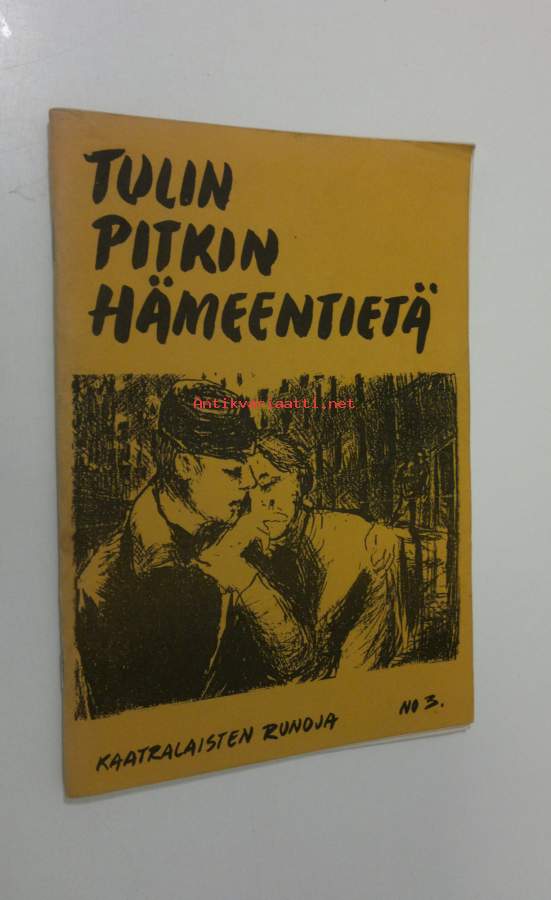 TULIN
PITKIN
HÄMEENTIETÄ
Antikvariaatti.net
KAATRALAISTEN RUNOJA
NO 3.